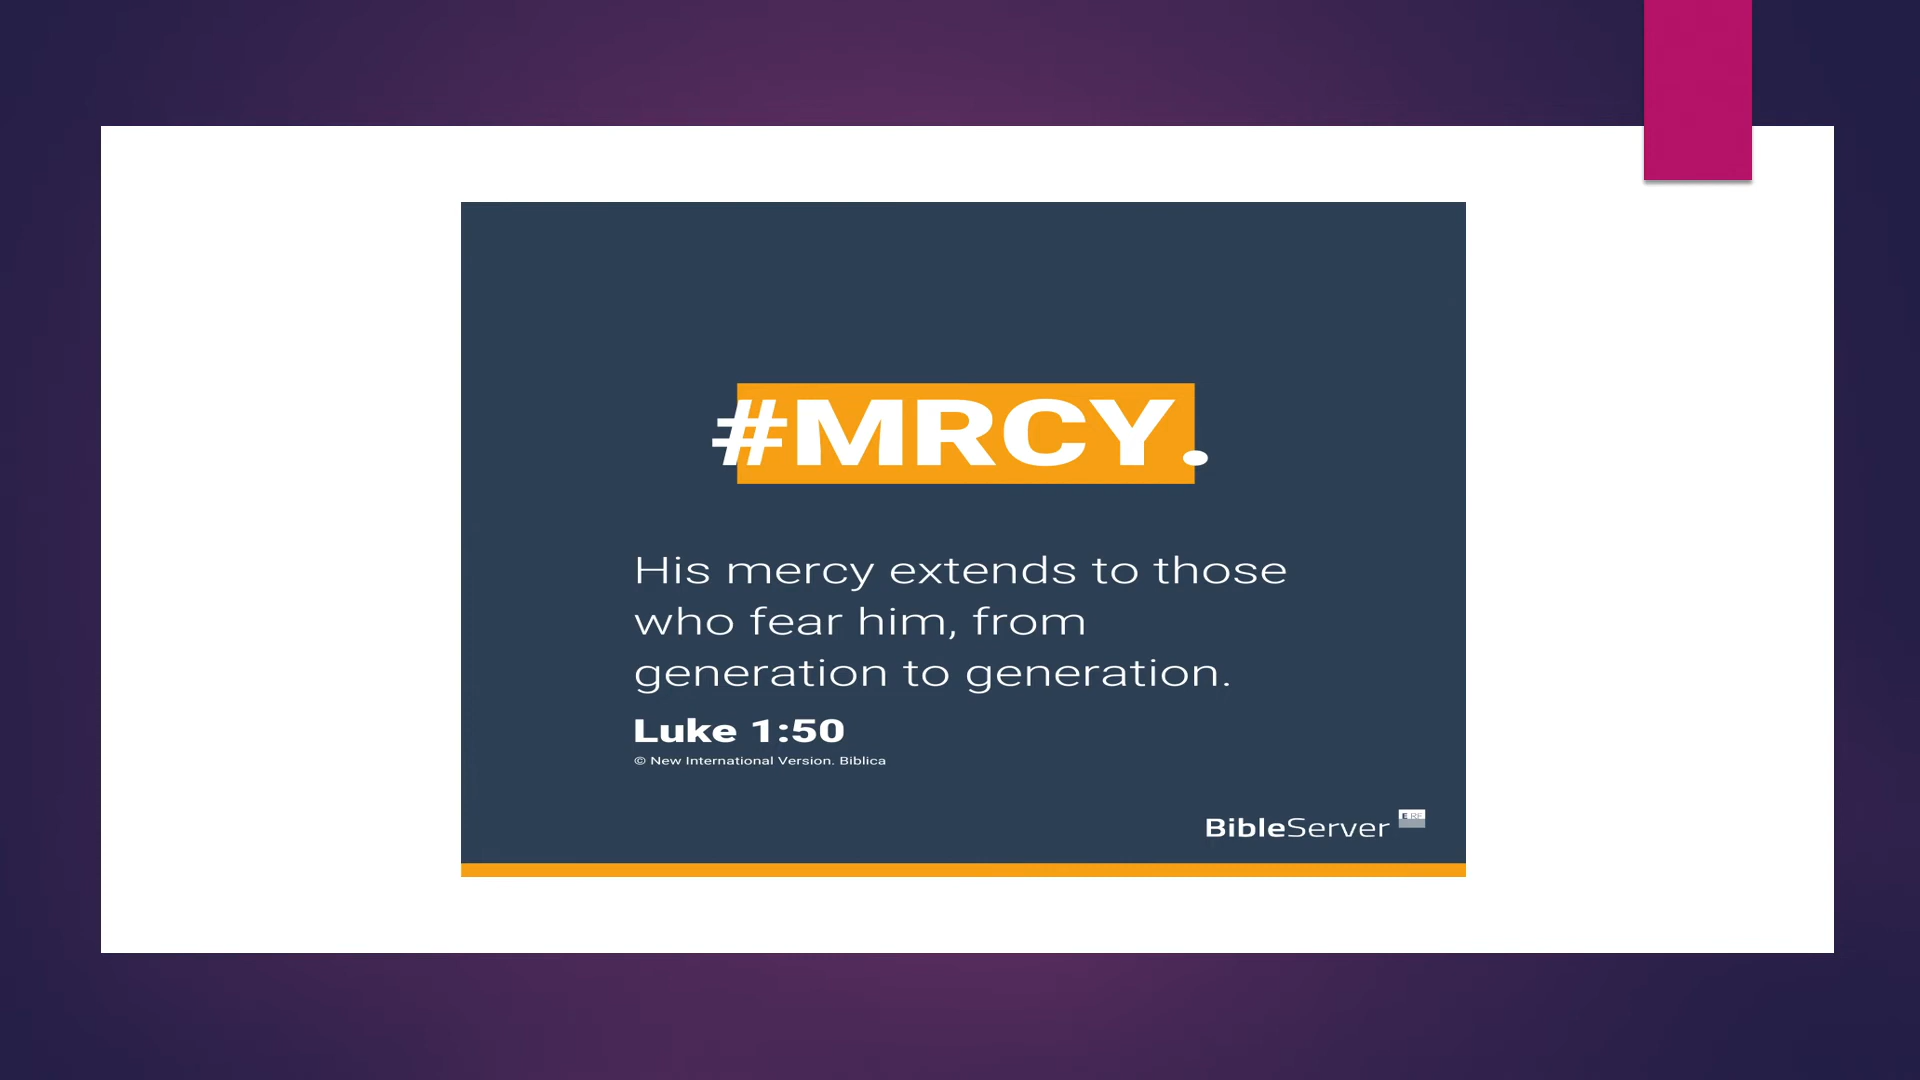 #MRCY.
His mercy extends to those
who fear him, from
generation to generation.
Luke 1:50
© New International Version. Biblica
BibleServer
ERF